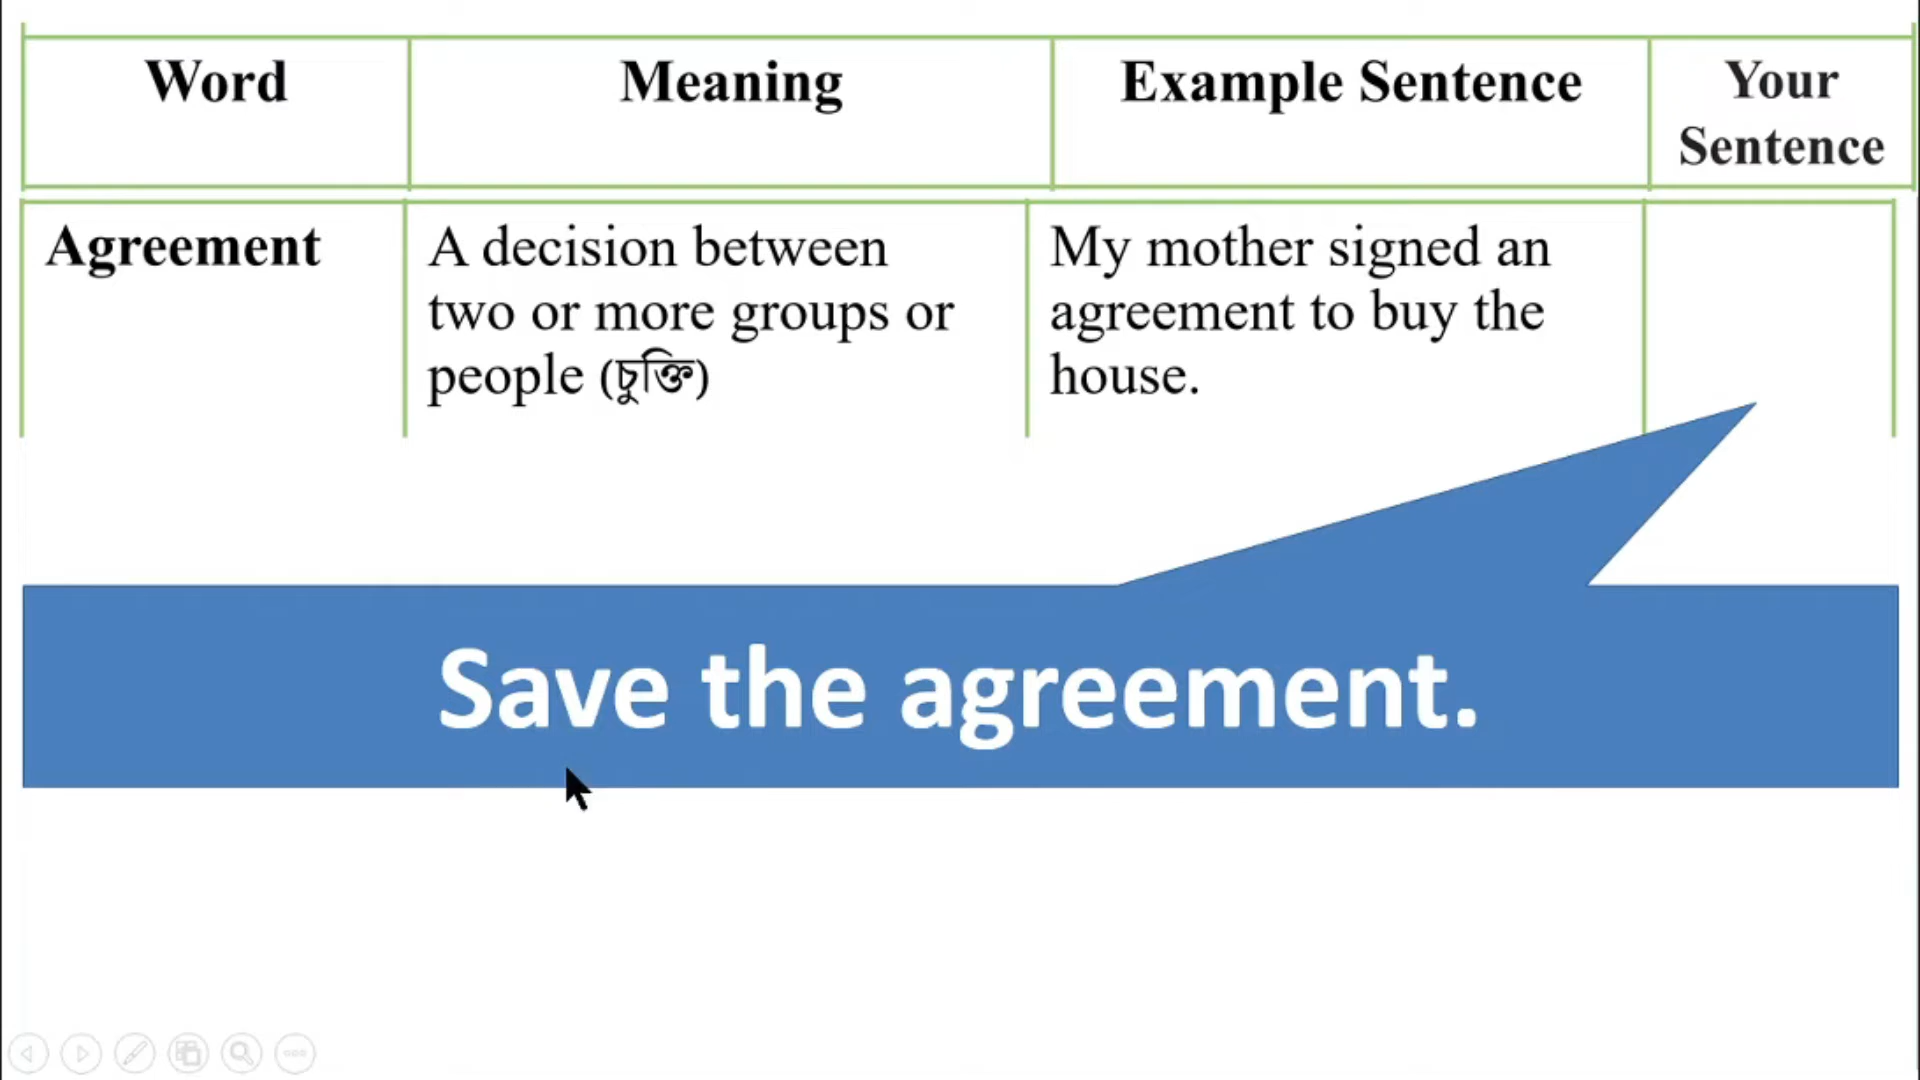 Word
Meaning
Example Sentence
Your
Sentence
Agreement
A decision between
two or more groups or
people (চুক্তি)
My mother signed an
agreement to buy the
house.
Save the agreement.